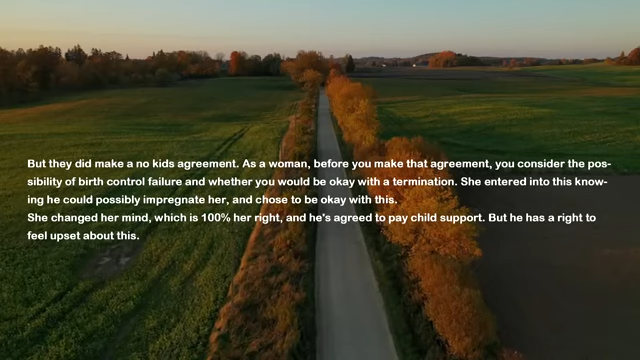 But they did make a no kids agreement. As a woman, before you make that agreement, you consider the pos-
sibility of birth control failure and whether you would be okay with a termination. She entered into this know-
ing he could possibly impregnate her, and chose to be okay with this.
She changed her mind, which is 100% her right, and he's agreed to pay child support. But he has a right to
feel upset about this.